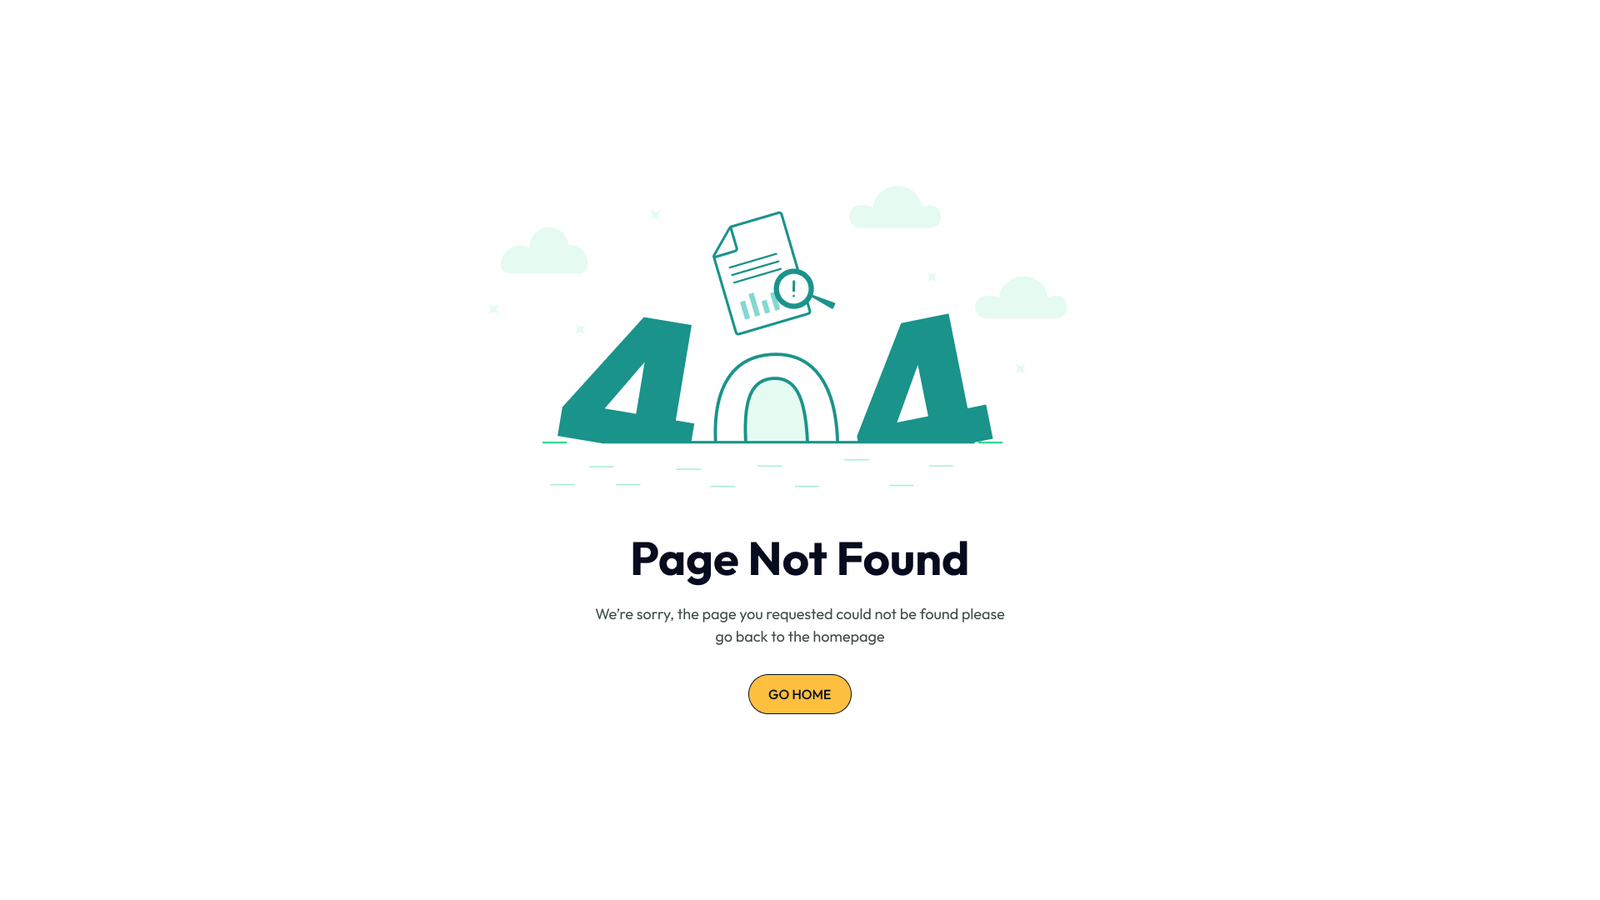 404
Page Not Found
We're sorry, the page you requested could not be found please
go back to the homepage
GO HOME